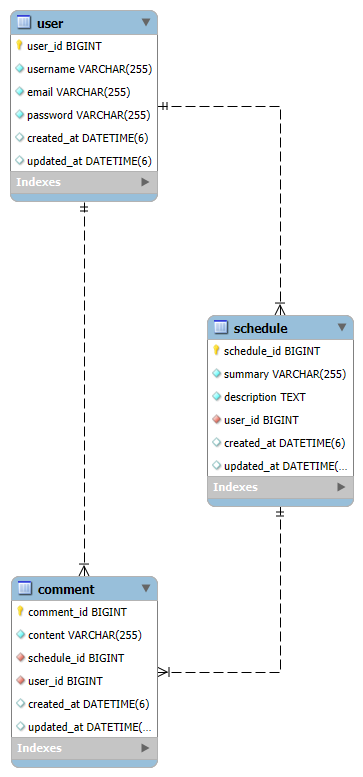 user
user_id BIGINT
username VARCHAR(255)
email VARCHAR(255)
password VARCHAR(255)
created_at DATETIME(6)
updated_at DATETIME(6)
Indexes
schedule
schedule_id BIGINT
summary VARCHAR(255)
description TEXT
user_id BIGINT
created_at DATETIME(6)
updated_at DATETIME(...
Indexes
comment
comment_id BIGINT
content VARCHAR(255)
schedule_id BIGINT
user_id BIGINT
created_at DATETIME(6)
updated_at DATETIME(...
Indexes